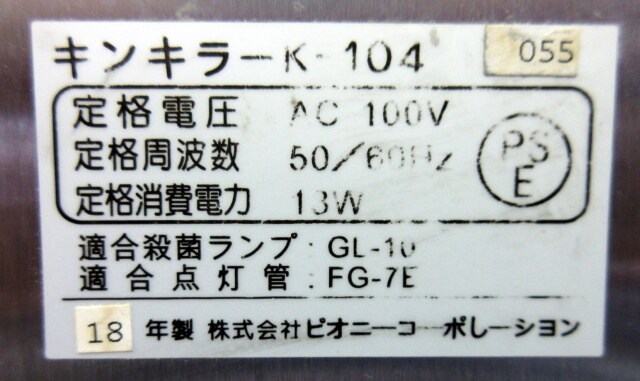 キンキラーK-104 055
定格電圧 AC 100V
定格周波数 50/60Hz
定格消費電力 13W
PS
E
適合殺菌ランプ：GL-10
適合点灯管：FG-7E
18 年製 株式会社ピオニーコーポレーション